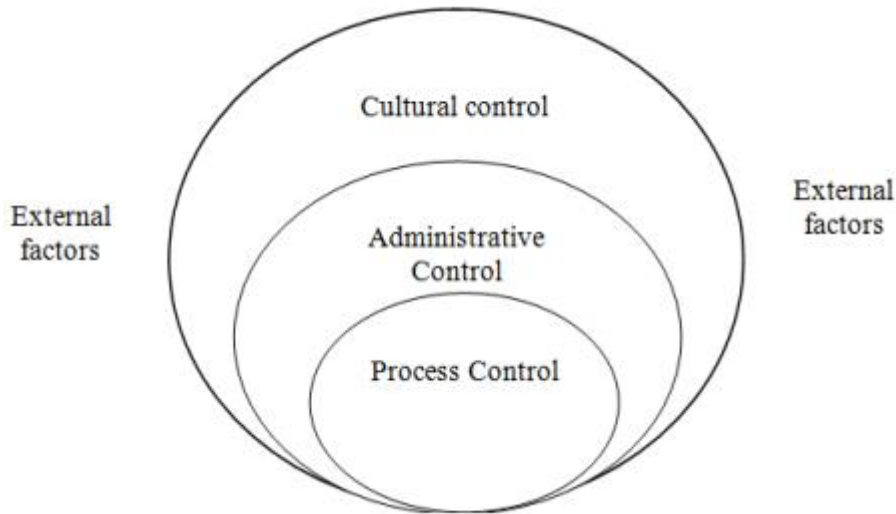 Cultural control
External
factors
External
factors
Administrative
Control
Process Control